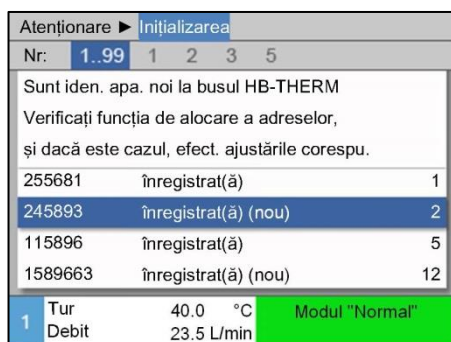 Atenționare ► Inițializarea
Nr: 1..99 1 2 3 5
Sunt iden. apa. noi la busul HB-THERM
Verificați funcția de alocare a adreselor,
și dacă este cazul, efect. ajustările corespu.
255681 înregistrat(ă) 1
245893 înregistrat(ă) (nou) 2
115896 înregistrat(ă) 5
1589663 înregistrat(ă) (nou) 12
1 Tur 40.0 °C Modul "Normal"
Debit 23.5 L/min